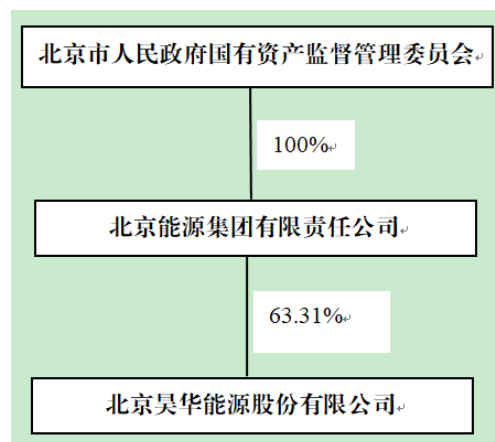 北京市人民政府国有资产监督管理委员会
100%
北京能源集团有限责任公司
63.31%
北京昊华能源股份有限公司